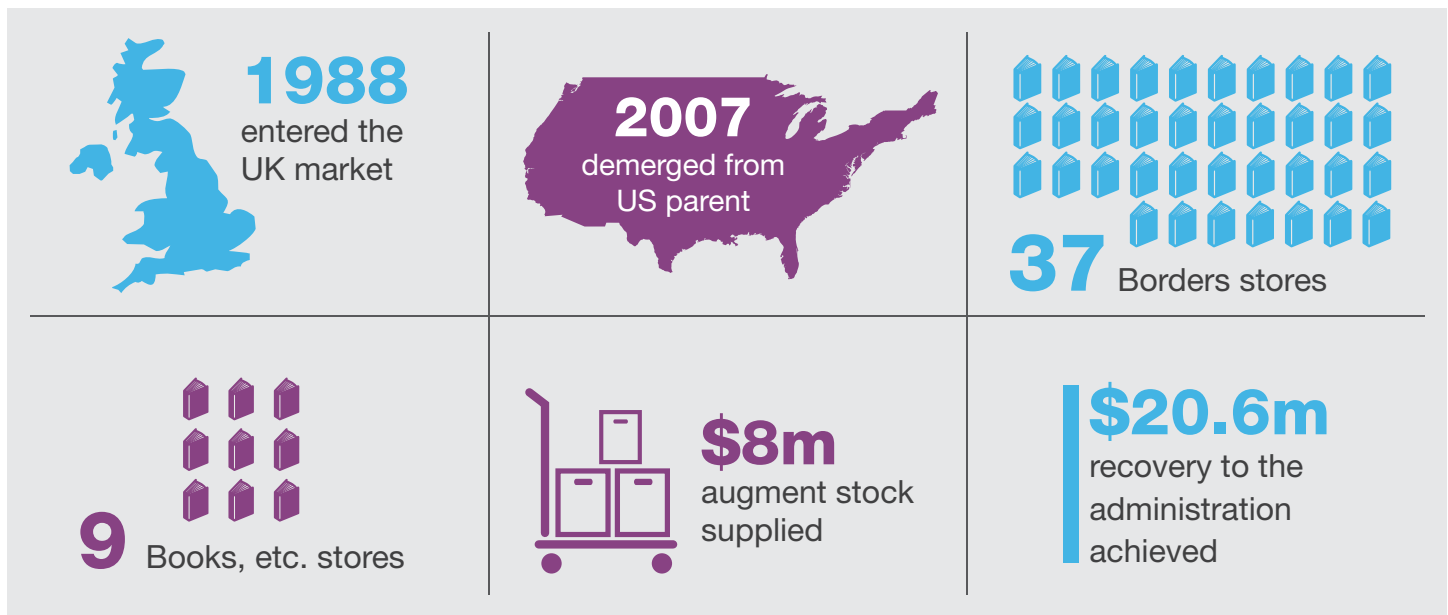 1988
entered the
UK market
2007
demerged from
US parent
37 Borders stores
9 Books, etc. stores
$8m
augment stock
supplied
$20.6m
recovery to the
administration
achieved